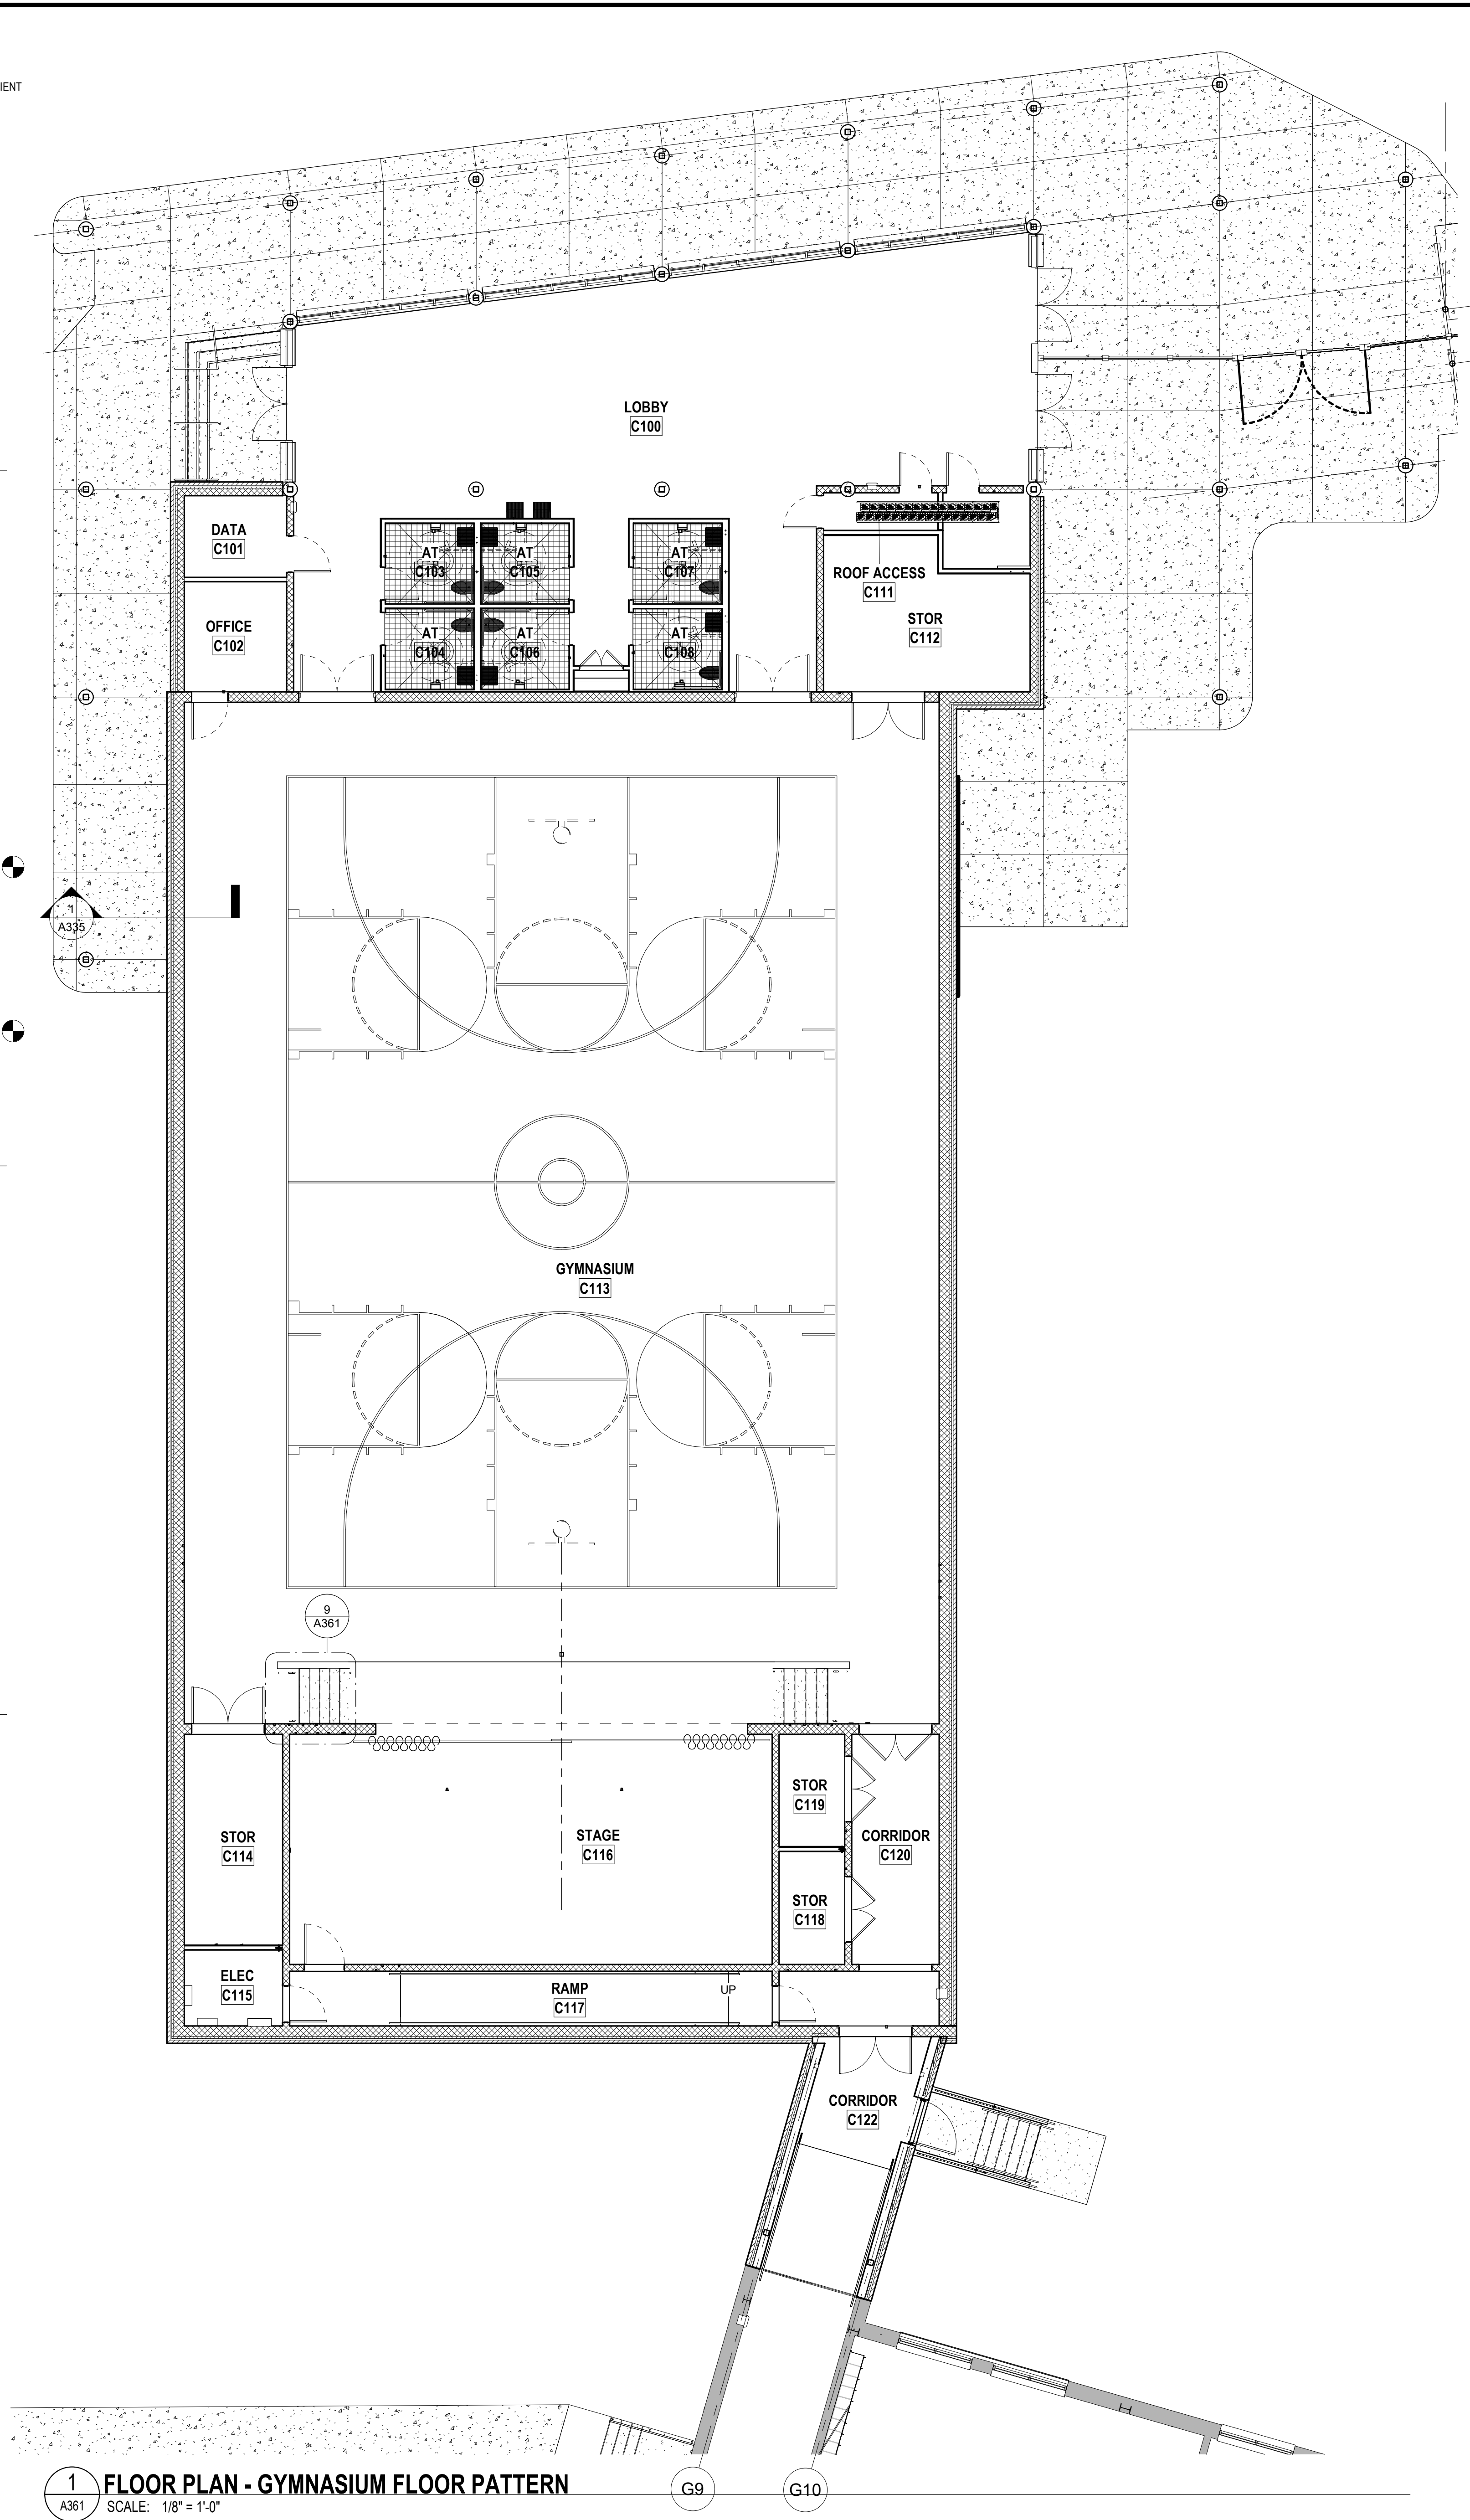 IENT
LOBBY
C100
DATA
C101
AT
C103
AT
C105
AT
C107
ROOF ACCESS
C111
STOR
C112
OFFICE
C102
AT
C104
AT
C106
AT
C108
1
A335
GYMNASIUM
C113
9
A361
STOR
C119
STOR
C114
STAGE
C116
CORRIDOR
C120
STOR
C118
ELEC
C115
RAMP
C117
UP
CORRIDOR
C122
1
A361
FLOOR PLAN - GYMNASIUM FLOOR PATTERN
SCALE: 1/8" = 1'-0"
G9
G10